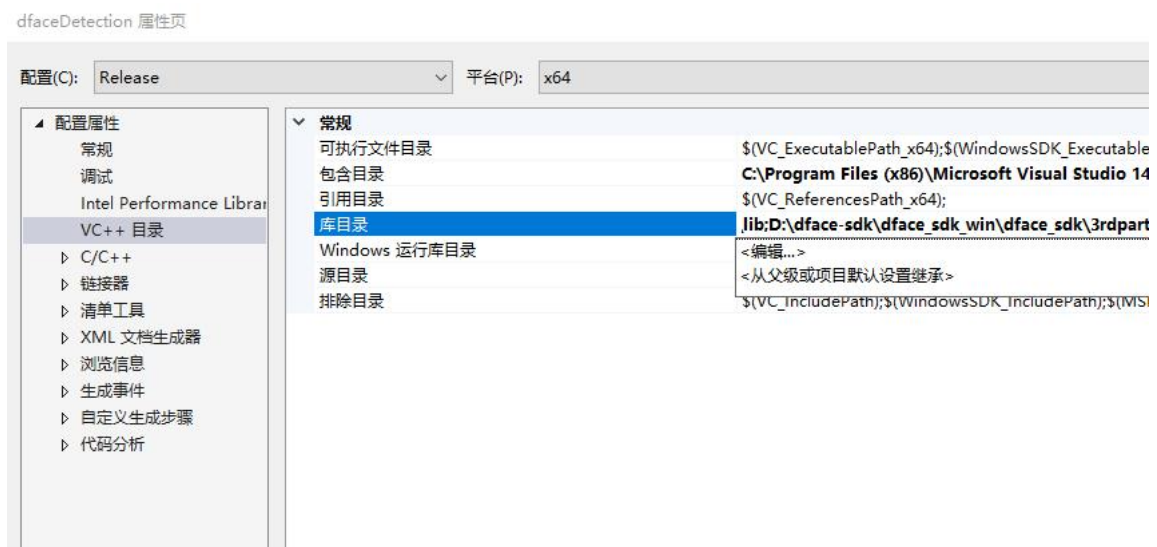 dfaceDetection 属性页
配置(C): Release 平台(P): x64
配置属性
常规
调试
Intel Performance Librar
VC++ 目录
C/C++
链接器
清单工具
XML 文档生成器
浏览信息
生成事件
自定义生成步骤
代码分析
常规
可执行文件目录 $(VC_ExecutablePath_x64);$(WindowsSDK_Executable
包含目录 C:\Program Files (x86)\Microsoft Visual Studio 14
引用目录 $(VC_ReferencesPath_x64);
库目录 lib;D:\dface-sdk\dface_sdk_win\dface_sdk\3rdpart
Windows 运行库目录 <编辑...>
源目录 <从父级或项目默认设置继承>
排除目录 $(VC_IncludePath);$(WindowsSDK_IncludePath);$(MSI